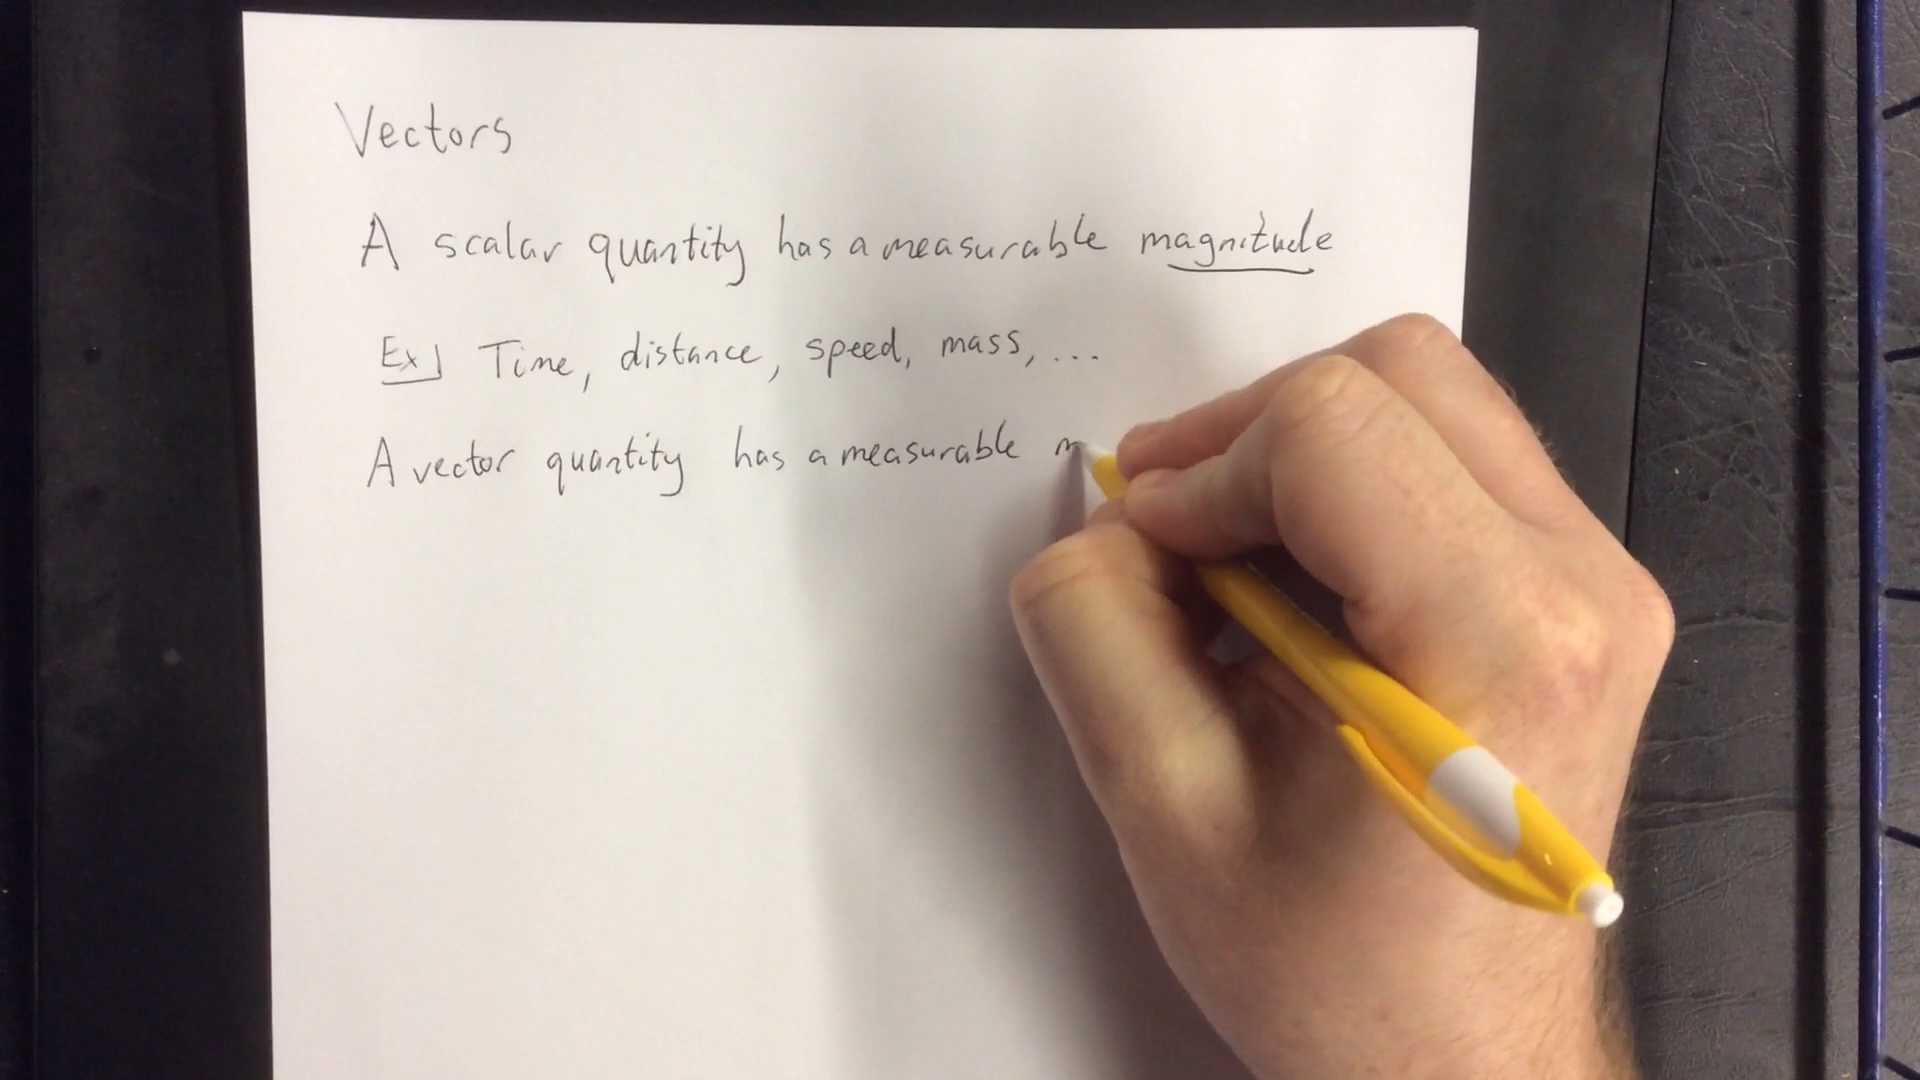 Vectors
A scalar quantity has a measurable magnitude
Ex] Time, distance, speed, mass, ...
A vector quantity has a measurable m